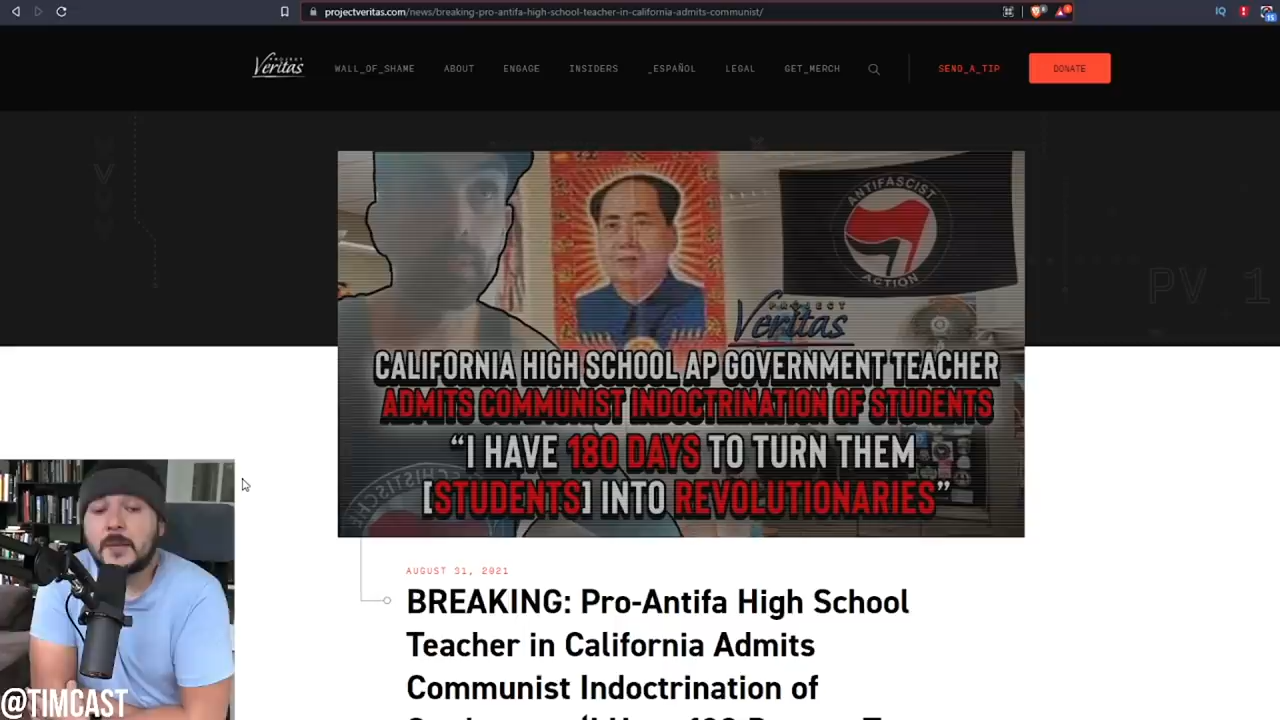 projectveritas.com/news/breaking-pro-antifa-high-school-teacher-in-california-admits-communist/
PROJECT
Veritas
WALL_OF_SHAME
ABOUT
ENGAGE
INSIDERS
_ESPAÑOL
LEGAL
GET_MERCH
SEND_A_TIP
DONATE
ANTIFASCIST
ACTION
PV 1
PROJECT
Veritas
CALIFORNIA HIGH SCHOOL AP GOVERNMENT TEACHER
ADMITS COMMUNIST INDOCTRINATION OF STUDENTS
“I HAVE 180 DAYS TO TURN THEM
[STUDENTS] INTO REVOLUTIONARIES”
AUGUST 31, 2021
BREAKING: Pro-Antifa High School
Teacher in California Admits
Communist Indoctrination of
@TIMCAST